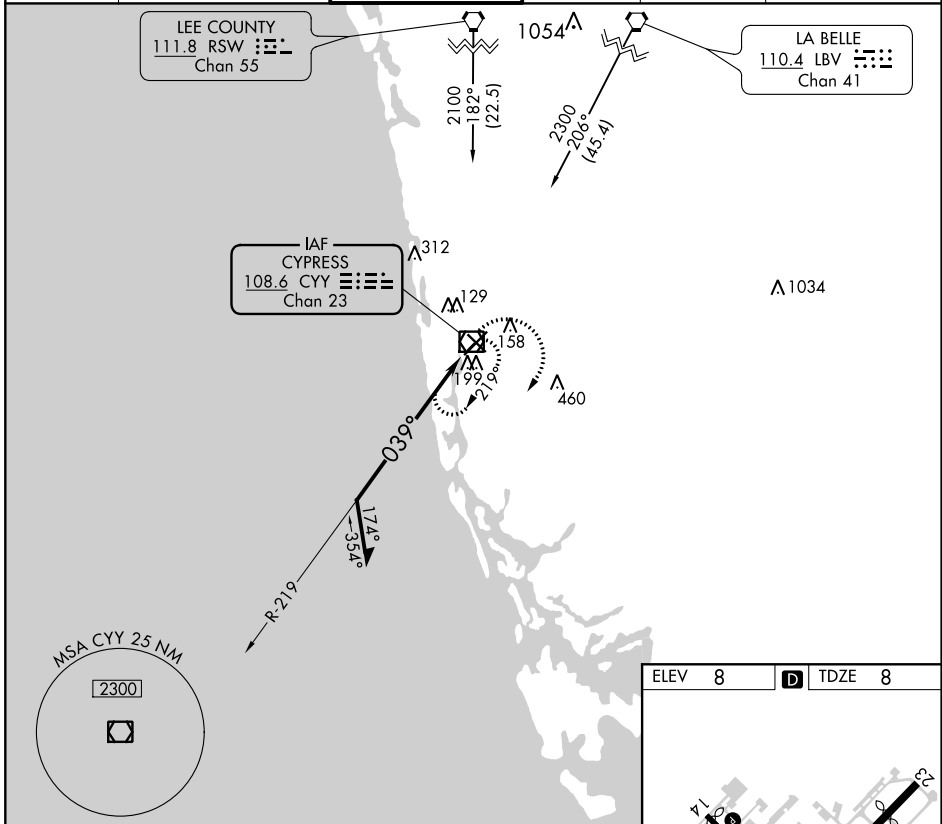 LEE COUNTY
111.8 RSW
Chan 55
1054
LA BELLE
110.4 LBV
Chan 41
2100
182°
(22.5)
2300
206°
(45.4)
IAF
CYPRESS
108.6 CYY
Chan 23
312
129
1034
158
199
219°
460
039°
174°
354°
R-219
MSA CYY 25 NM
2300
ELEV 8 D TDZE 8
14
23